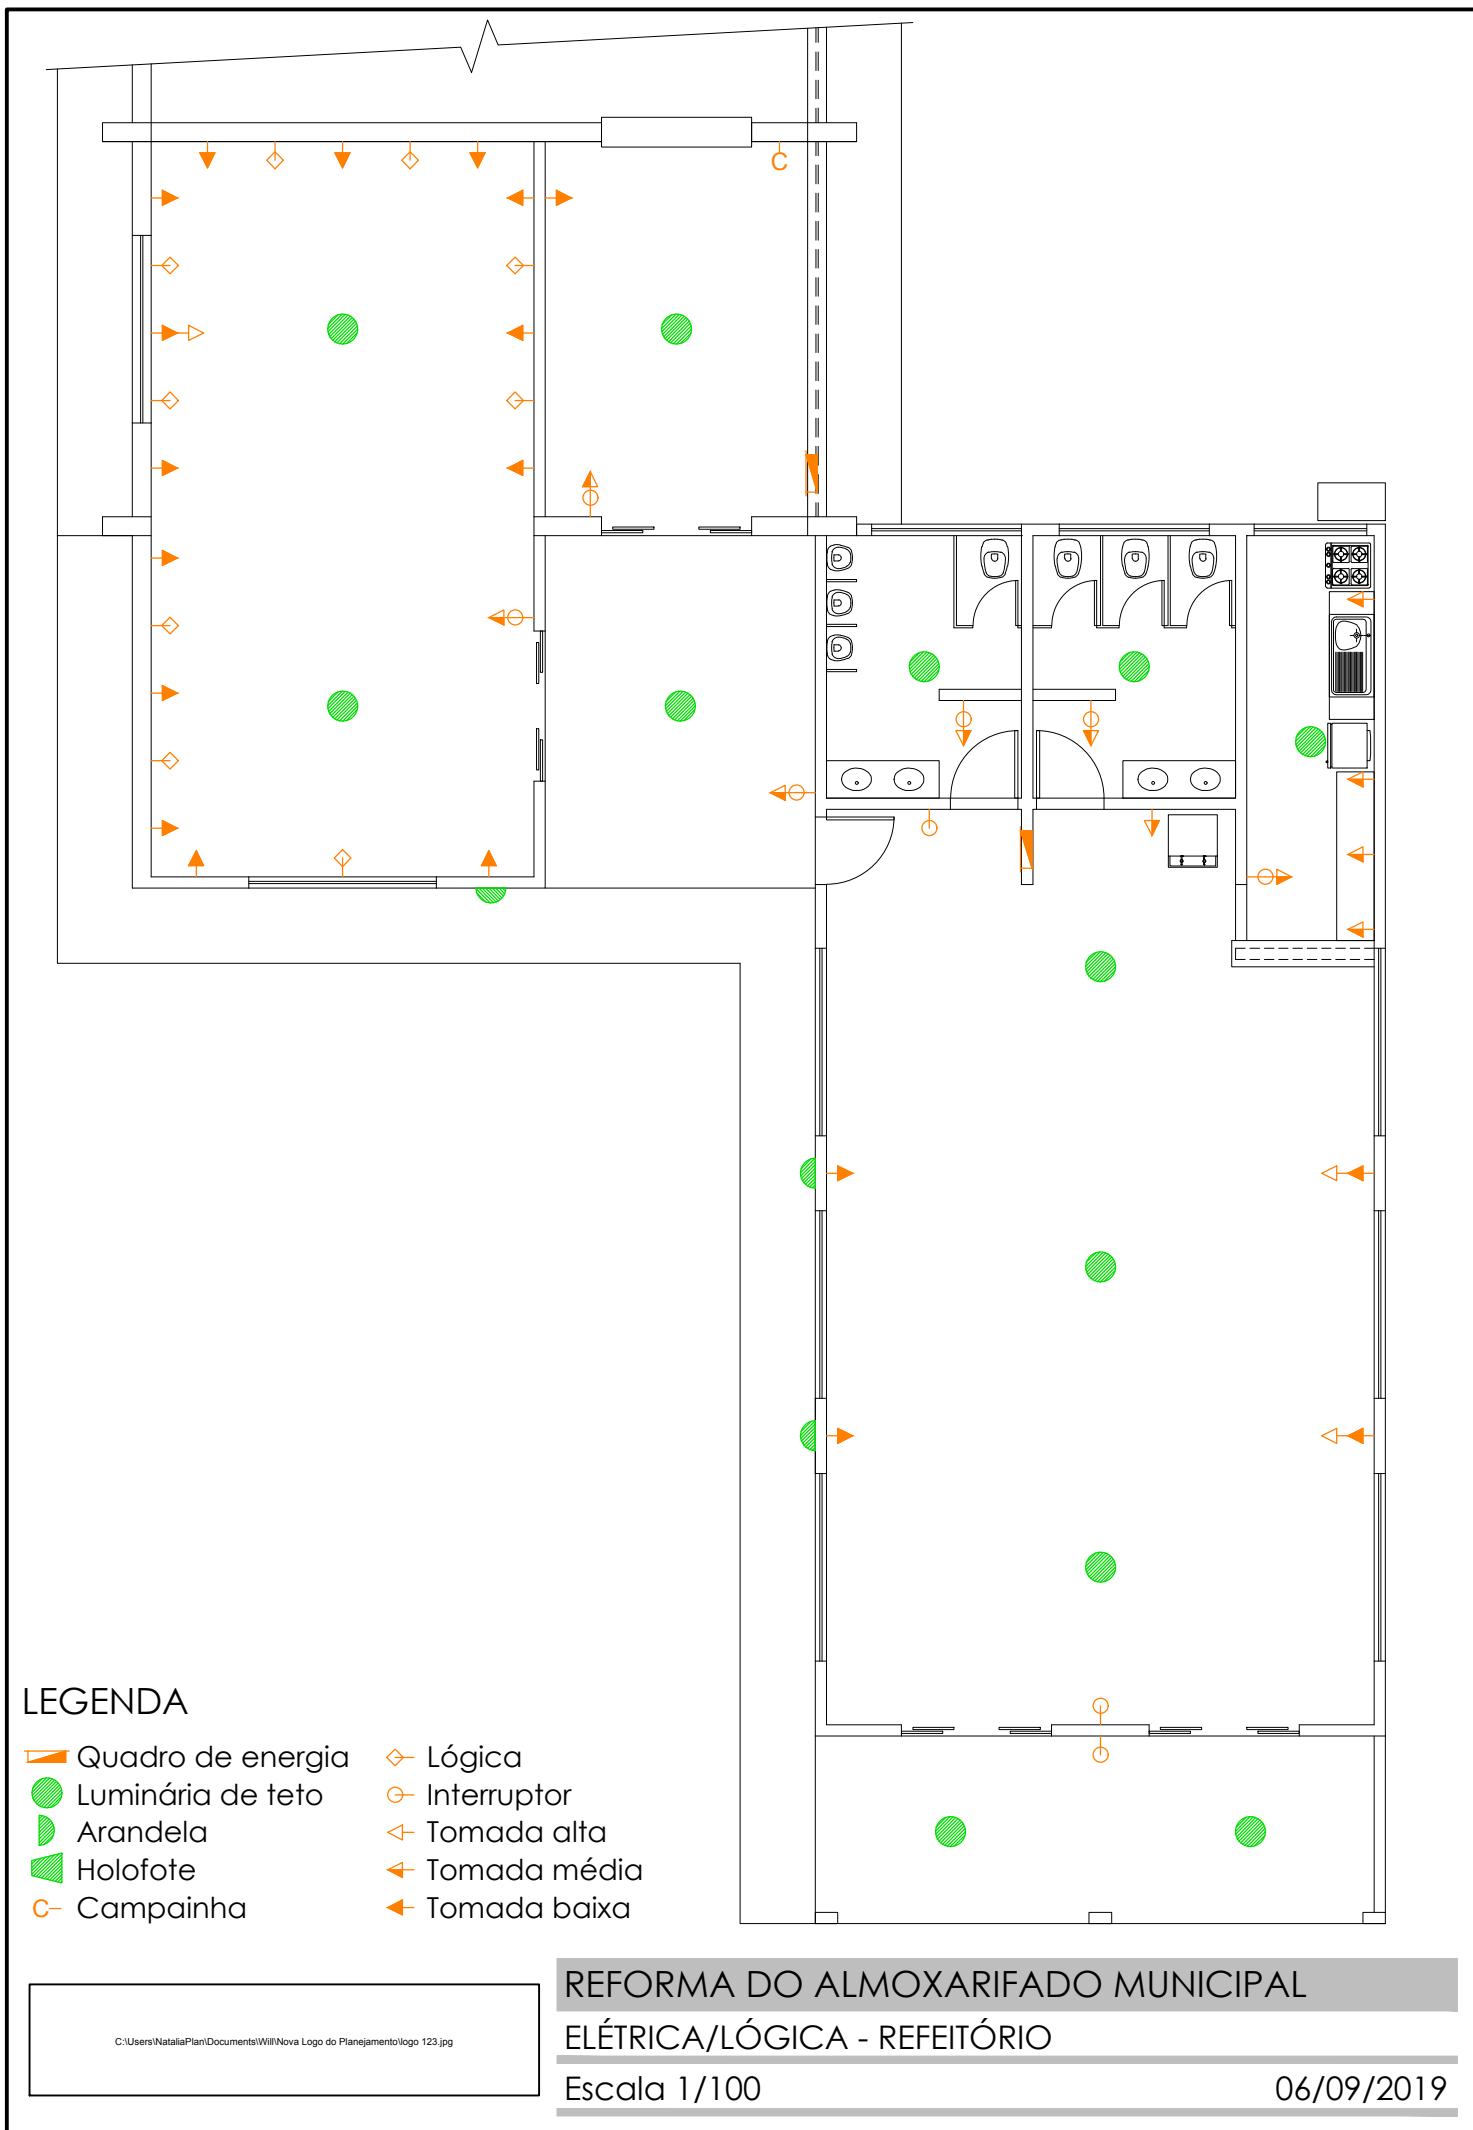 C
LEGENDA
Quadro de energia
Luminária de teto
Arandela
Holofote
C Campainha
Lógica
Interruptor
Tomada alta
Tomada média
Tomada baixa
C:\Users\NataliaPlan\Documents\Will\Nova Logo do Planejamento\logo 123.jpg
REFORMA DO ALMOXARIFADO MUNICIPAL
ELÉTRICA/LÓGICA - REFEITÓRIO
Escala 1/100 06/09/2019